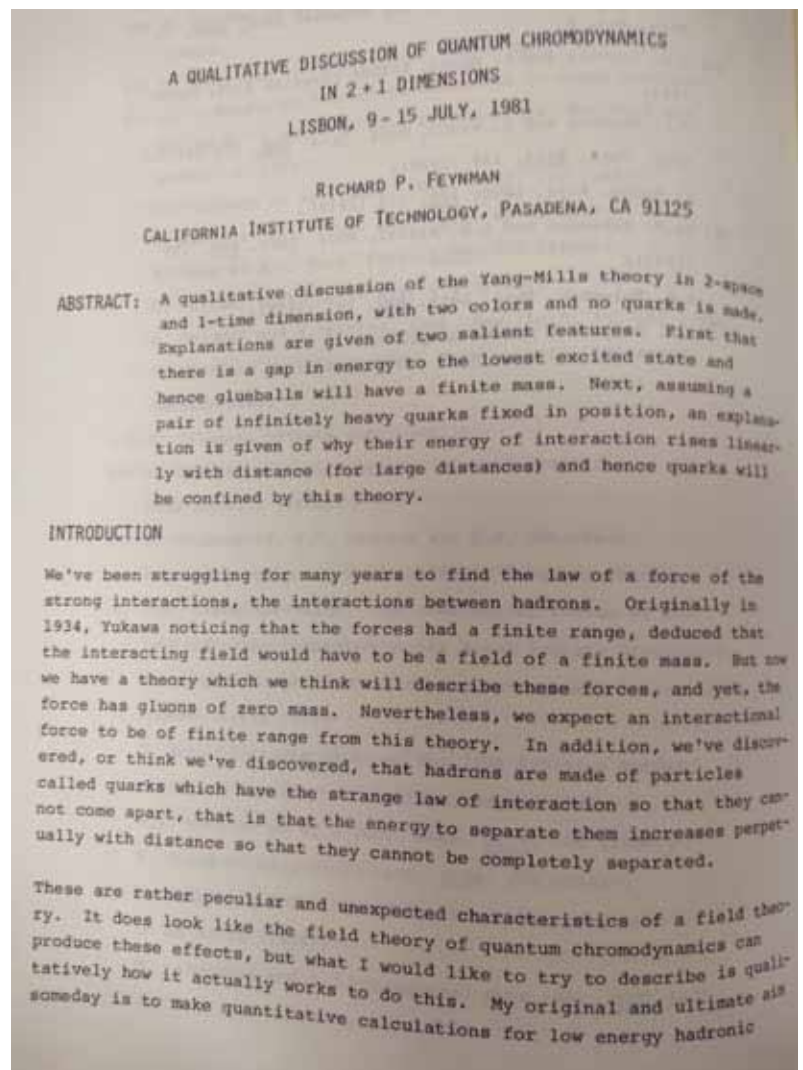 A QUALITATIVE DISCUSSION OF QUANTUM CHROMODYNAMICS
IN 2 + 1 DIMENSIONS
LISBON, 9 - 15 JULY, 1981
RICHARD P. FEYNMAN
CALIFORNIA INSTITUTE OF TECHNOLOGY, PASADENA, CA 91125
ABSTRACT: A qualitative discussion of the Yang-Mills theory in 2-space
and 1-time dimension, with two colors and no quarks is made.
Explanations are given of two salient features. First that
there is a gap in energy to the lowest excited state and
hence glueballs will have a finite mass. Next, assuming a
pair of infinitely heavy quarks fixed in position, an explana-
tion is given of why their energy of interaction rises linear-
ly with distance (for large distances) and hence quarks will
be confined by this theory.
INTRODUCTION
We've been struggling for many years to find the law of a force of the
strong interactions, the interactions between hadrons. Originally in
1934, Yukawa noticing that the forces had a finite range, deduced that
the interacting field would have to be a field of a finite mass. But now
we have a theory which we think will describe these forces, and yet, the
force has gluons of zero mass. Nevertheless, we expect an interactional
force to be of finite range from this theory. In addition, we've discov-
ered, or think we've discovered, that hadrons are made of particles
called quarks which have the strange law of interaction so that they can-
not come apart, that is that the energy to separate them increases perpet-
ually with distance so that they cannot be completely separated.
These are rather peculiar and unexpected characteristics of a field theo-
ry. It does look like the field theory of quantum chromodynamics can
produce these effects, but what I would like to try to describe is quali-
tatively how it actually works to do this. My original and ultimate aim
someday is to make quantitative calculations for low energy hadronic